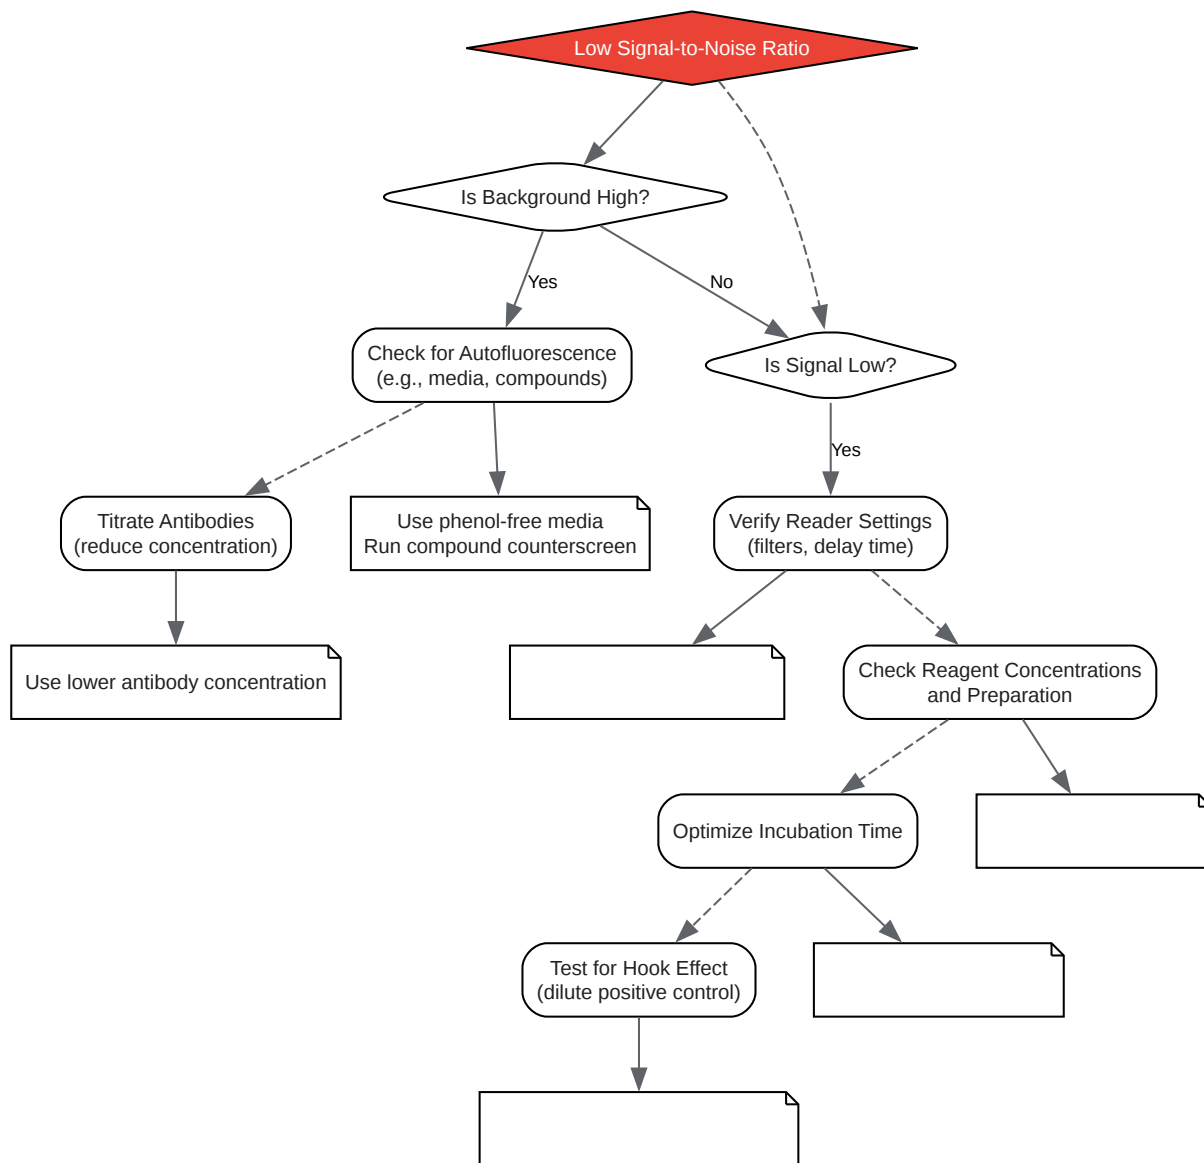 Low Signal-to-Noise Ratio
Is Background High?
Yes
No
Check for Autofluorescence
(e.g., media, compounds)
Is Signal Low?
Yes
Titrate Antibodies
(reduce concentration)
Use phenol-free media
Run compound counterscreen
Verify Reader Settings
(filters, delay time)
Use lower antibody concentration
Check Reagent Concentrations
and Preparation
Optimize Incubation Time
Test for Hook Effect
(dilute positive control)